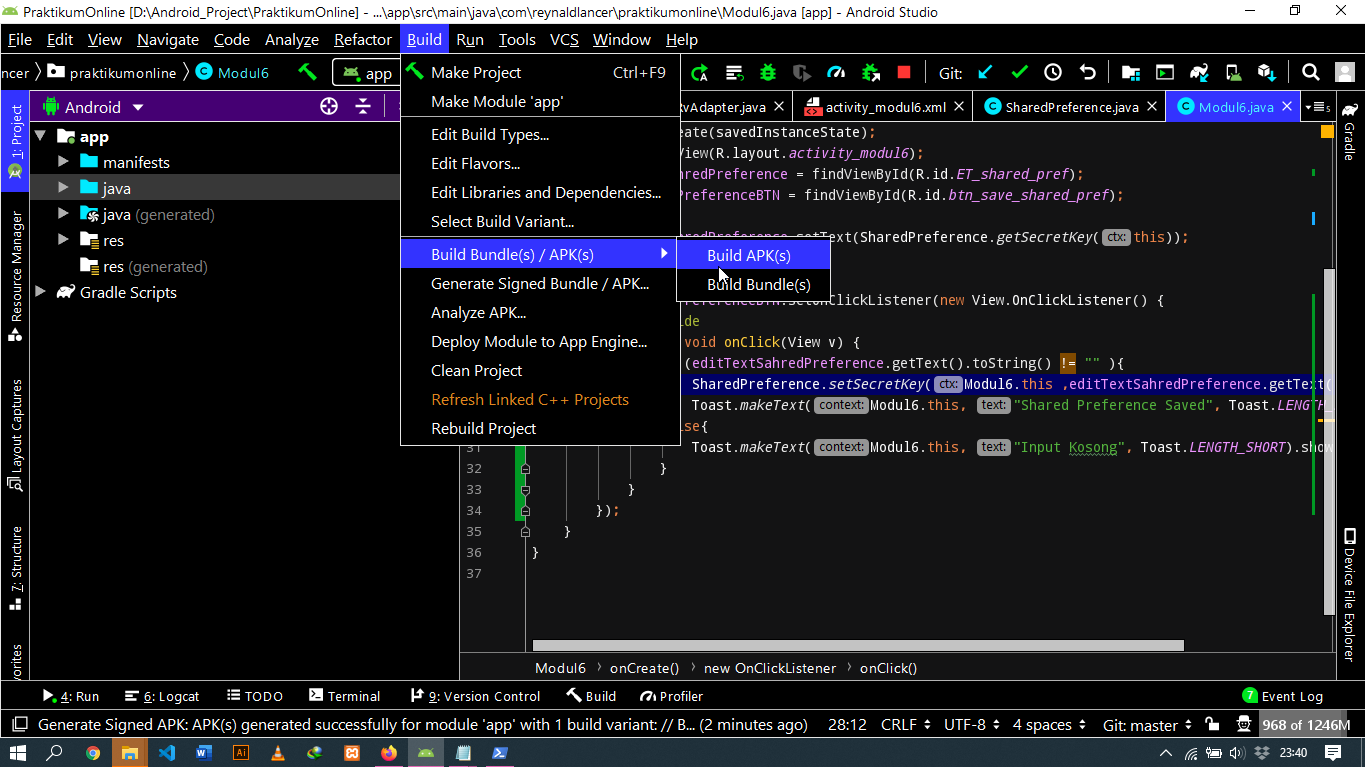 PraktikumOnline [D:\Android_Project\PraktikumOnline] - ...\app\src\main\java\com\reynaldlancer\praktikumonline\Modul6.java [app] - Android Studio
File Edit View Navigate Code Analyze Refactor Build Run Tools VCS Window Help
ncer praktikumonline C Modul6 app Git:
Android
app
manifests
java
java (generated)
res
res (generated)
Gradle Scripts
1: Project
Resource Manager
Layout Captures
7: Structure
vorites
Make Project Ctrl+F9
Make Module 'app'
Edit Build Types...
Edit Flavors...
Edit Libraries and Dependencies...
Select Build Variant...
Build Bundle(s) / APK(s)
Generate Signed Bundle / APK...
Analyze APK...
Deploy Module to App Engine...
Clean Project
Refresh Linked C++ Projects
Rebuild Project
Build APK(s)
Build Bundle(s)
RvAdapter.java activity_modul6.xml C SharedPreference.java C Modul6.java
eate(savedInstanceState);
View(R.layout.activity_modul6);
haredPreference = findViewById(R.id.ET_shared_pref);
PreferenceBTN = findViewById(R.id.btn_save_shared_pref);
haredPreference.setText(SharedPreference.getSecretKey( ctx: this));
referenceBTN.setOnClickListener(new View.OnClickListener() {
ide
void onClick(View v) {
(editTextSahredPreference.getText().toString() != "" ){
SharedPreference.setSecretKey( ctx: Modul6.this ,editTextSahredPreference.getText(
Toast.makeText( context: Modul6.this, text: "Shared Preference Saved", Toast.LENGTH
lse{
31 Toast.makeText( context: Modul6.this, text: "Input Kosong", Toast.LENGTH_SHORT).show
32 }
33 }
34 });
35 }
36 }
37
Gradle
Device File Explorer
Modul6 onCreate() new OnClickListener onClick()
4: Run 6: Logcat TODO Terminal 9: Version Control Build Profiler 7 Event Log
Generate Signed APK: APK(s) generated successfully for module 'app' with 1 build variant: // B... (2 minutes ago) 28:12 CRLF UTF-8 4 spaces Git: master 968 of 1246M
23:40